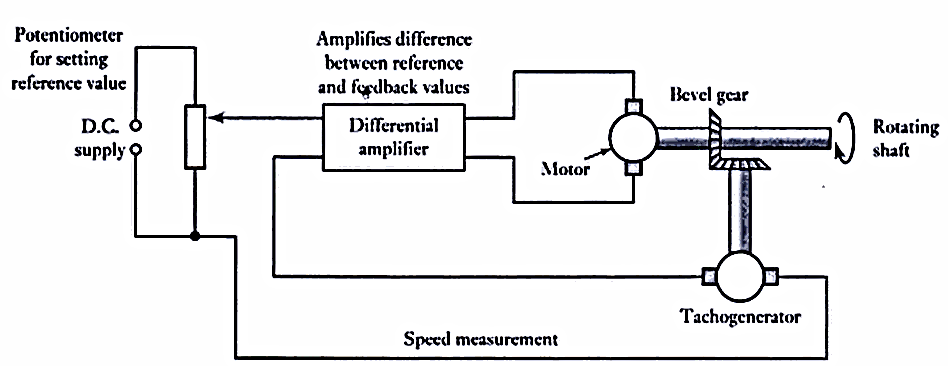 Potentiometer
for setting
reference value
Amplifies difference
between reference
and feedback values
D.C.
supply
Differential
amplifier
Motor
Bevel gear
Rotating
shaft
Tachogenerator
Speed measurement